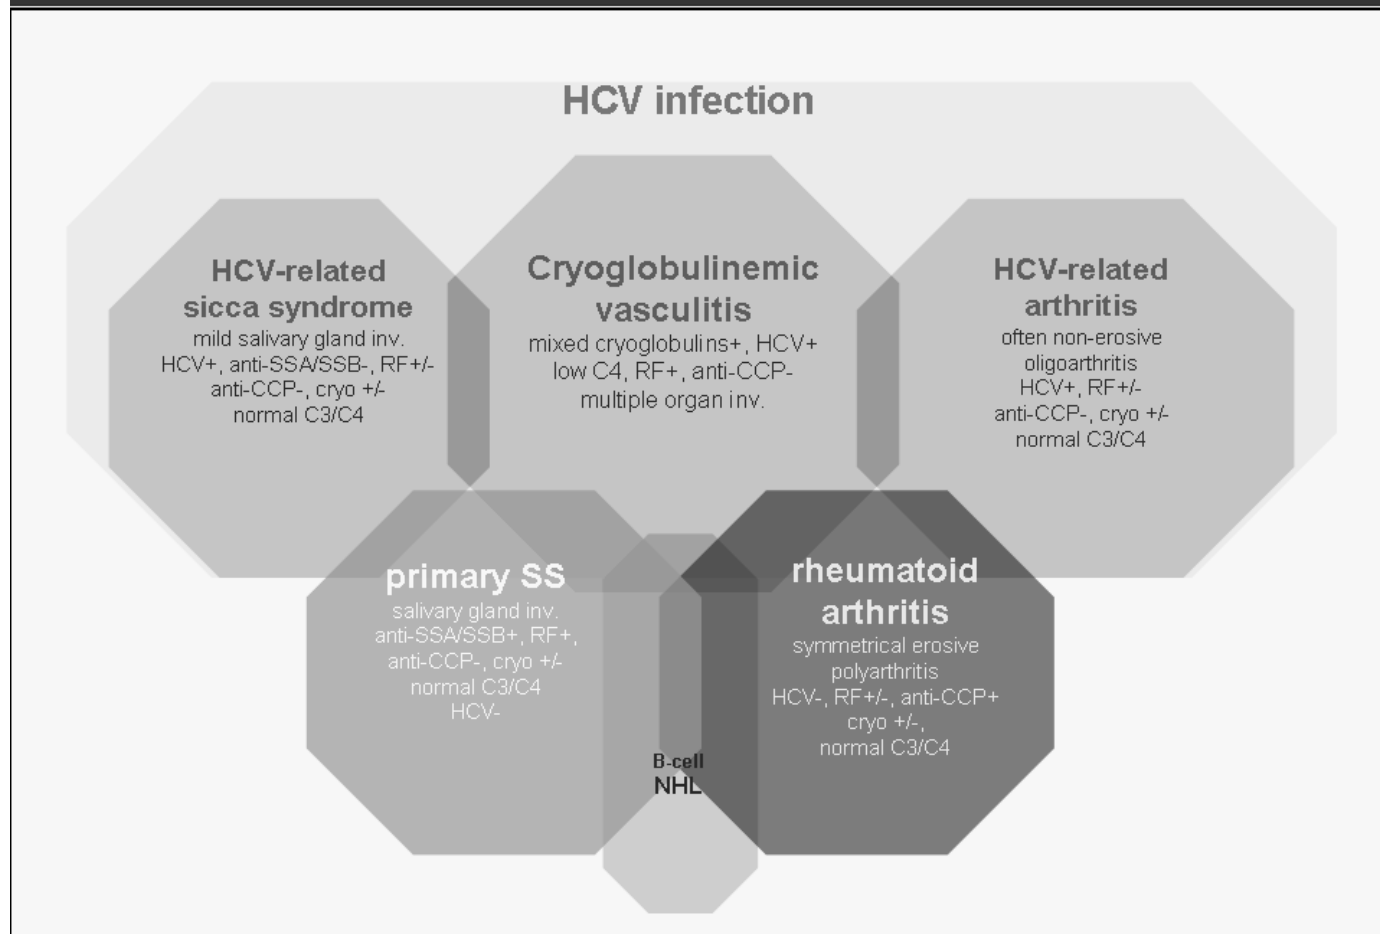 HCV infection
HCV-related
sicca syndrome
mild salivary gland inv.
HCV+, anti-SSA/SSB-, RF+/-
anti-CCP-, cryo +/-
normal C3/C4
Cryoglobulinemic
vasculitis
mixed cryoglobulins+, HCV+
low C4, RF+, anti-CCP-
multiple organ inv.
HCV-related
arthritis
often non-erosive
oligoarthritis
HCV+, RF+/-
anti-CCP-, cryo +/-
normal C3/C4
primary SS
salivary gland inv.
anti-SSA/SSB+, RF+,
anti-CCP-, cryo +/-
normal C3/C4
HCV-
rheumatoid
arthritis
symmetrical erosive
polyarthritis
HCV-, RF+/-, anti-CCP+
cryo +/-,
normal C3/C4
B-cell
NHL